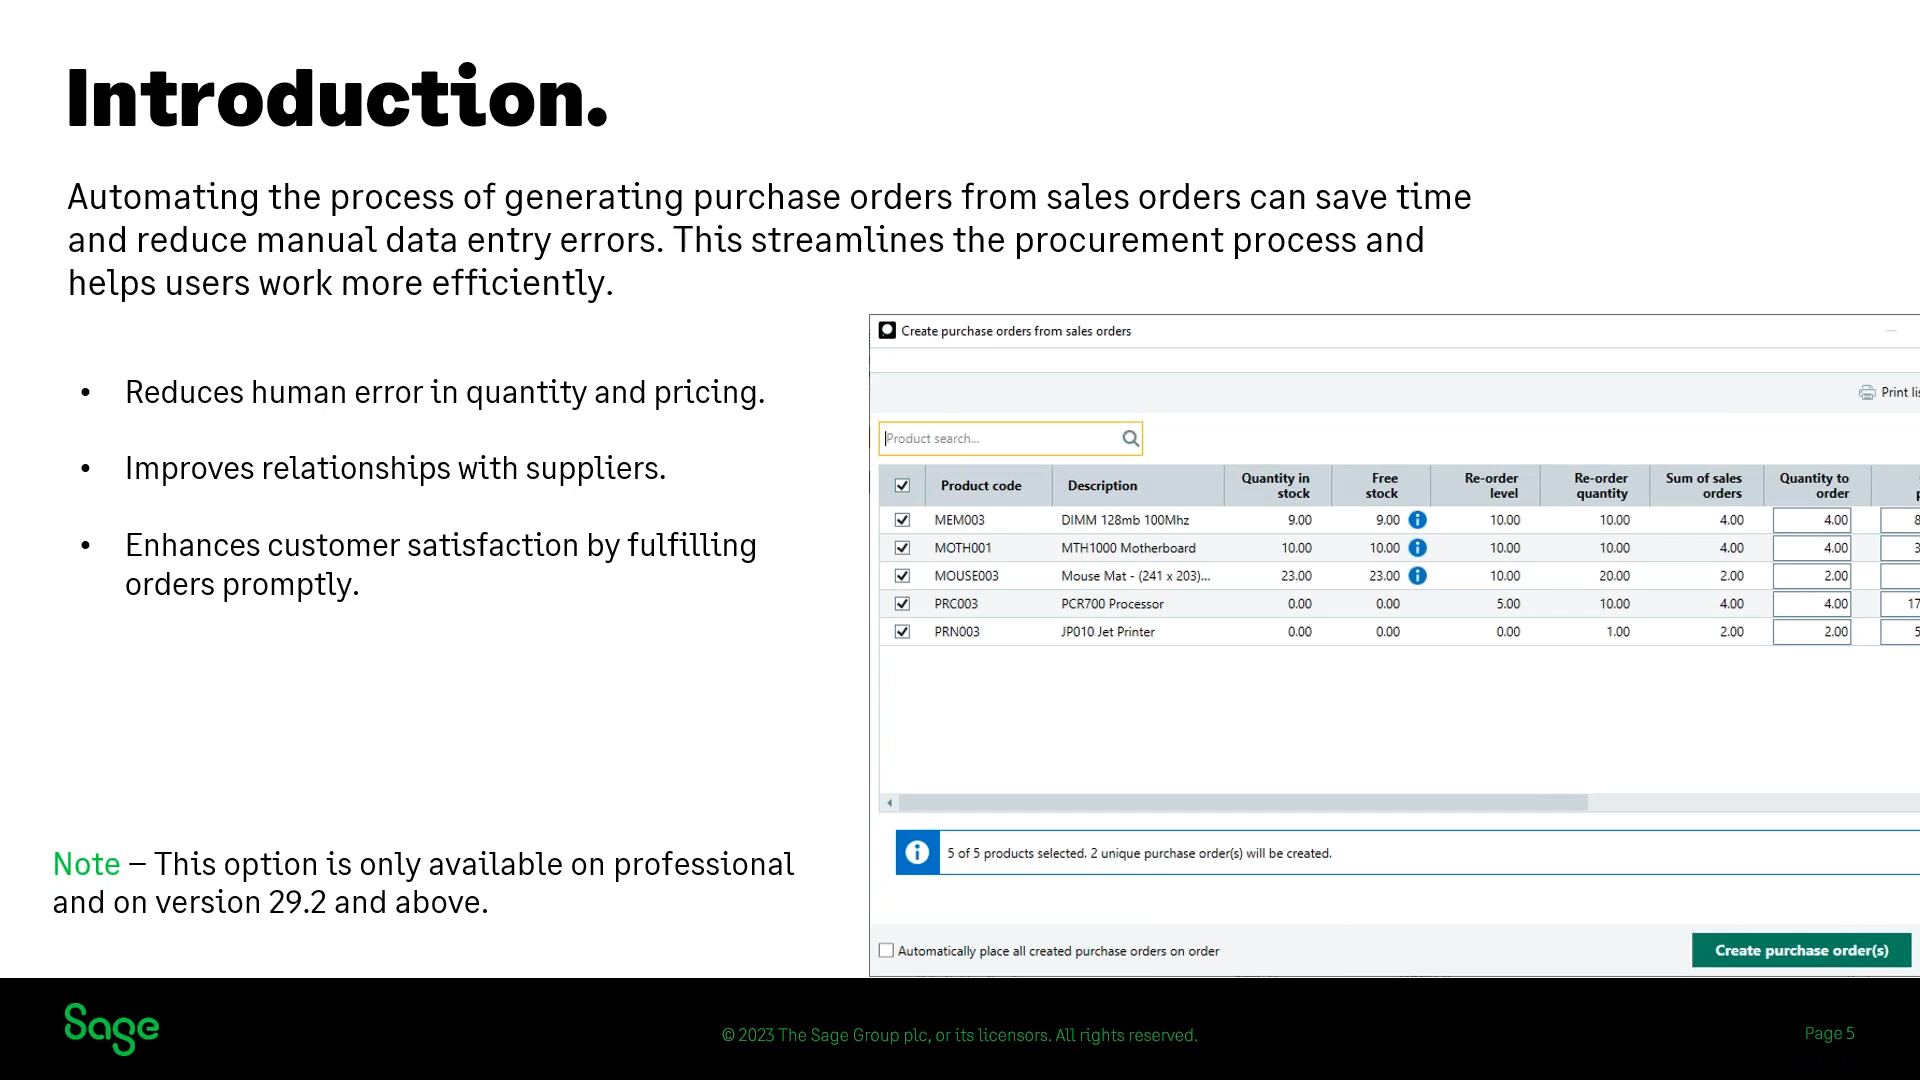 Introduction.
Automating the process of generating purchase orders from sales orders can save time
and reduce manual data entry errors. This streamlines the procurement process and
helps users work more efficiently.
• Reduces human error in quantity and pricing.
• Improves relationships with suppliers.
• Enhances customer satisfaction by fulfilling
orders promptly.
Note – This option is only available on professional
and on version 29.2 and above.
Create purchase orders from sales orders
Print
Product search...
Product code Description Quantity in stock Free stock Re-order level Re-order quantity Sum of sales orders Quantity to order
MEM003 DIMM 128mb 100Mhz 9.00 9.00 10.00 10.00 4.00 4.00
MOTH001 MTH1000 Motherboard 10.00 10.00 10.00 10.00 4.00 4.00
MOUSE003 Mouse Mat - (241 x 203)... 23.00 23.00 10.00 20.00 2.00 2.00
PRC003 PCR700 Processor 0.00 0.00 5.00 10.00 4.00 4.00
PRN003 JP010 Jet Printer 0.00 0.00 0.00 1.00 2.00 2.00
5 of 5 products selected. 2 unique purchase order(s) will be created.
Automatically place all created purchase orders on order
Create purchase order(s)
Sage
© 2023 The Sage Group plc, or its licensors. All rights reserved.
Page 5